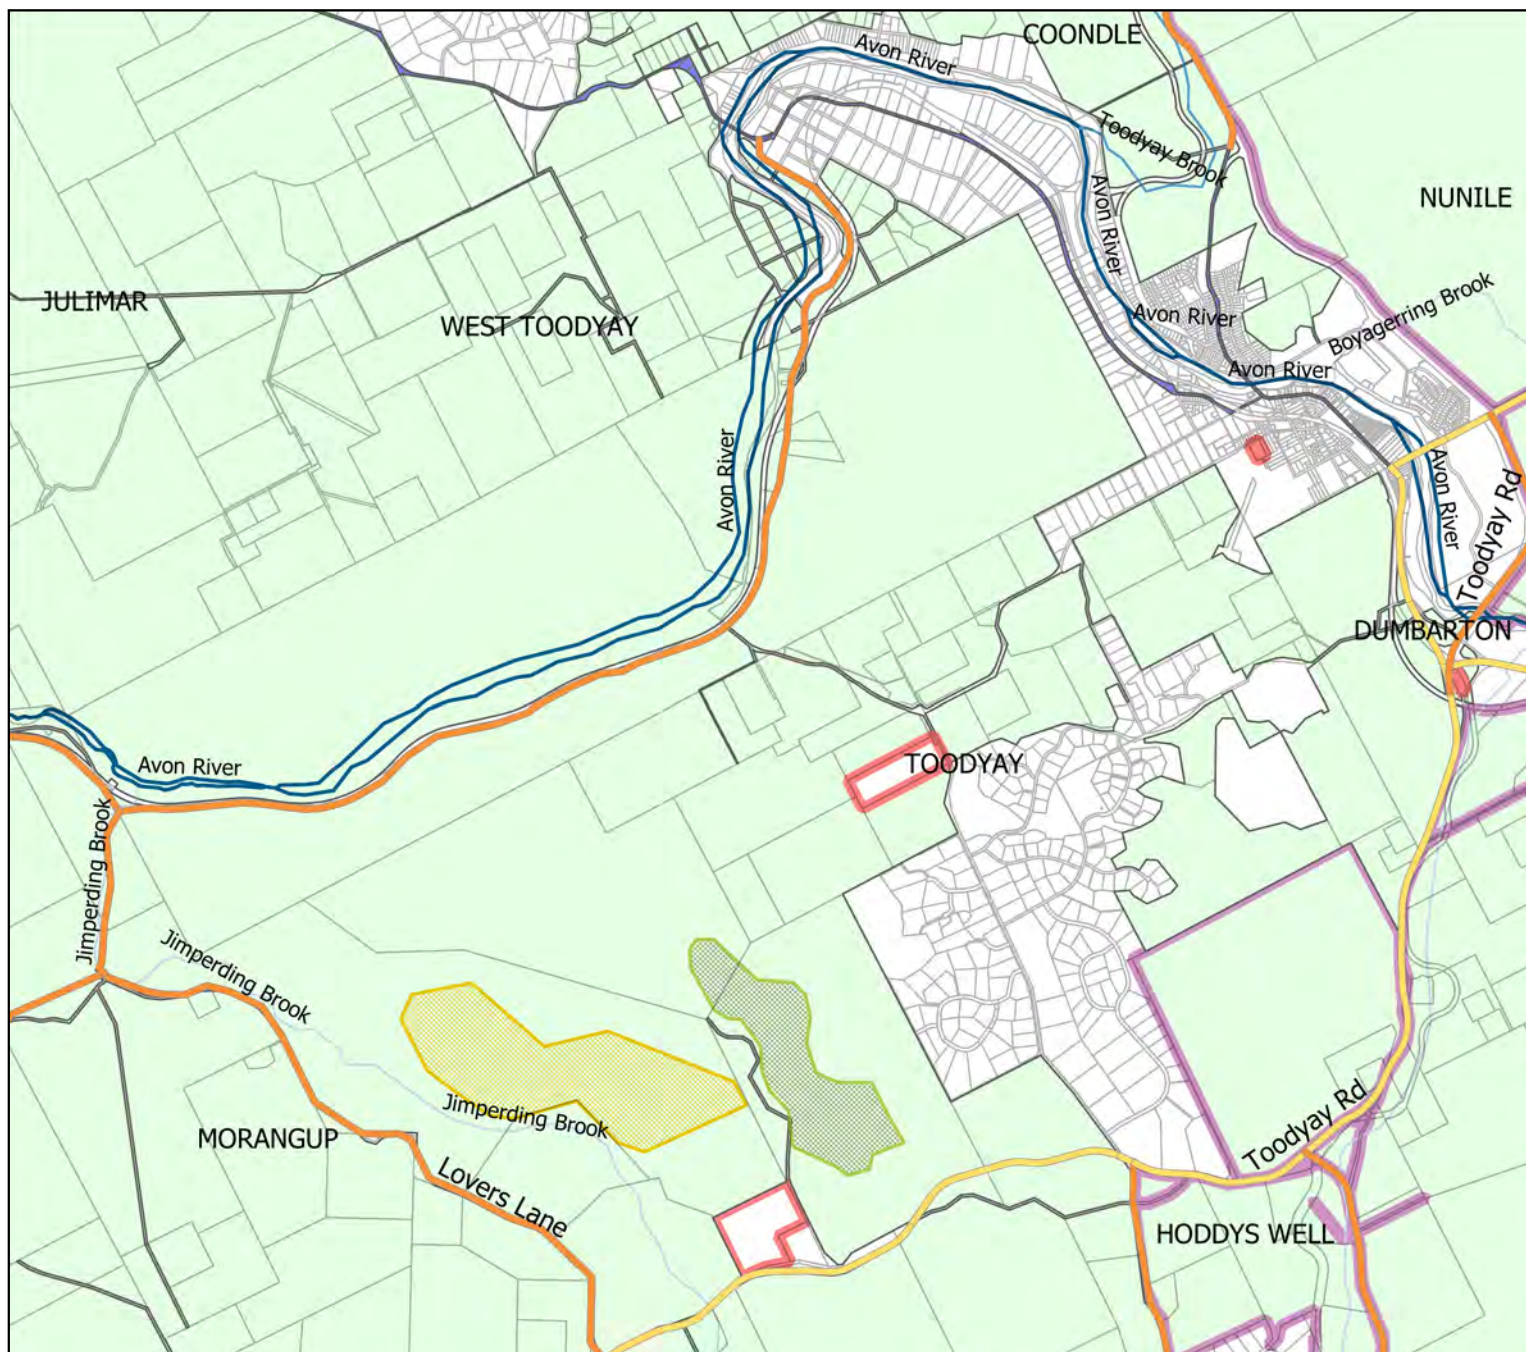 COONDLE
Avon River
Toodyay Brook
NUNILE
Avon River
JULIMAR
WEST TOODYAY
Avon River
Boyagerring Brook
Avon River
Avon River
Avon River
Toodyay Rd
DUMBARTON
Avon River
TOODYAY
Jimperding Brook
Jimperding Brook
Jimperding Brook
MORANGUP
Lovers Lane
Toodyay Rd
HODDYS WELL